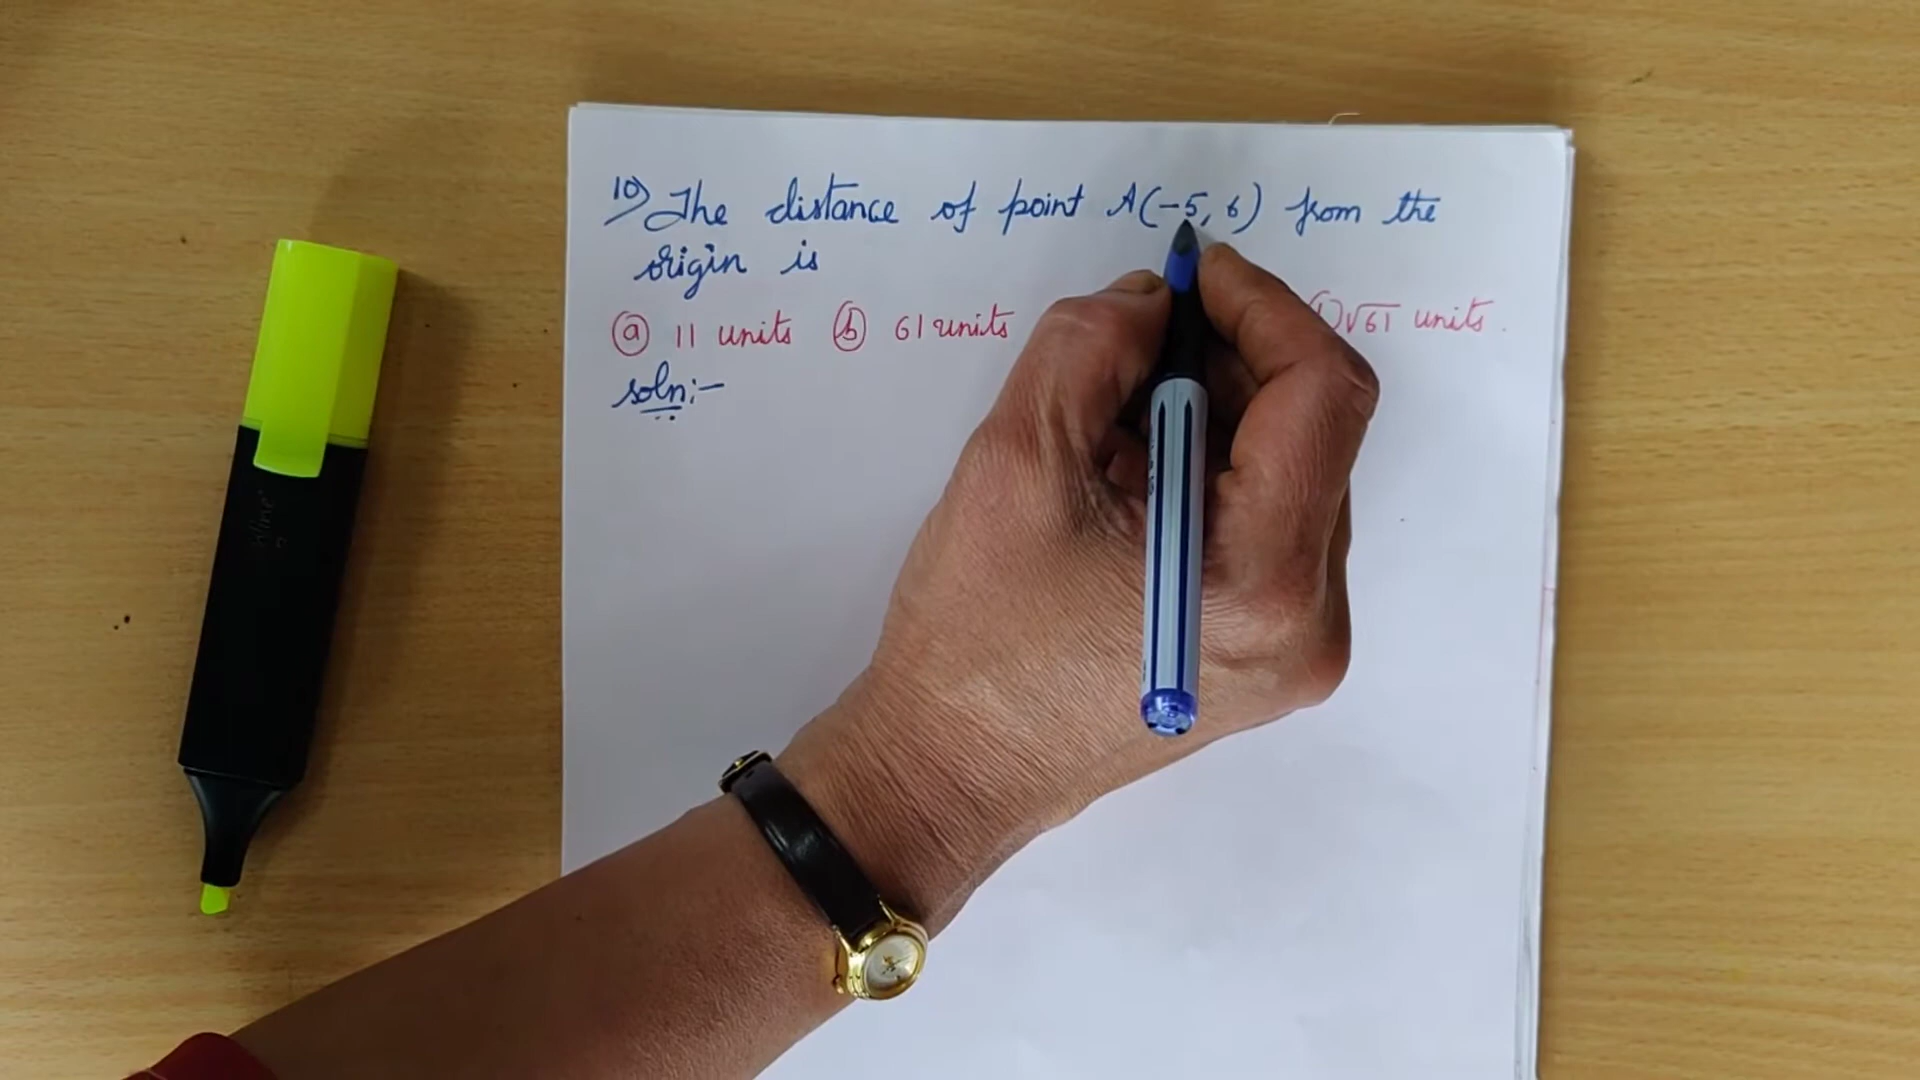 10) The distance of point A(-5, 6) from the
origin is
ⓐ 11 units ⓑ 61 units √61 units.
soln:-